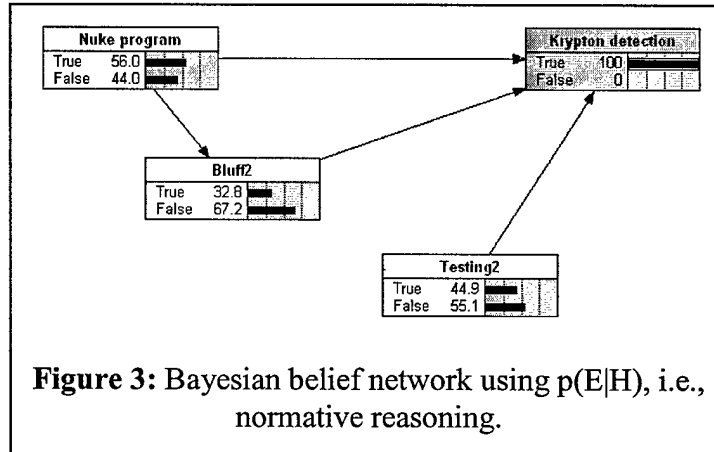 Nuke program
True 56.0
False 44.0
Krypton detection
True 100
False 0
Bluff2
True 32.8
False 67.2
Testing2
True 44.9
False 55.1
Figure 3: Bayesian belief network using p(E|H), i.e.,
normative reasoning.